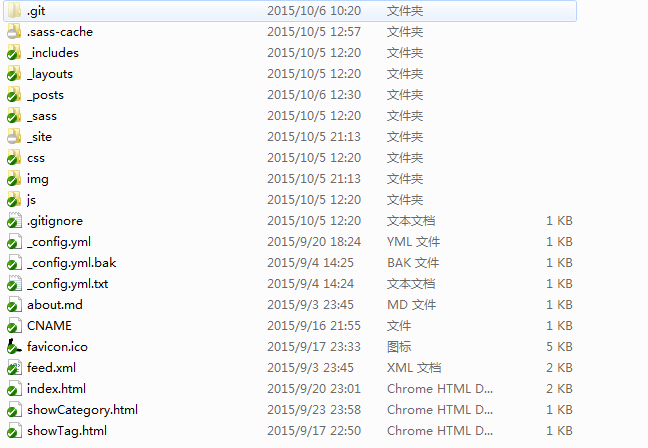 .git 2015/10/6 10:20 文件夹
.sass-cache 2015/10/5 12:57 文件夹
_includes 2015/10/5 12:20 文件夹
_layouts 2015/10/5 12:20 文件夹
_posts 2015/10/6 12:30 文件夹
_sass 2015/10/5 12:20 文件夹
_site 2015/10/5 21:13 文件夹
css 2015/10/5 12:20 文件夹
img 2015/10/5 21:13 文件夹
js 2015/10/5 12:20 文件夹
.gitignore 2015/10/5 12:20 文本文档 1 KB
_config.yml 2015/9/20 18:24 YML 文件 1 KB
_config.yml.bak 2015/9/4 14:25 BAK 文件 1 KB
_config.yml.txt 2015/9/4 14:24 文本文档 1 KB
about.md 2015/9/3 23:45 MD 文件 1 KB
CNAME 2015/9/16 21:55 文件 1 KB
favicon.ico 2015/9/17 23:33 图标 5 KB
feed.xml 2015/9/3 23:45 XML 文档 2 KB
index.html 2015/9/20 23:01 Chrome HTML D... 2 KB
showCategory.html 2015/9/23 23:58 Chrome HTML D... 1 KB
showTag.html 2015/9/17 22:50 Chrome HTML D... 1 KB